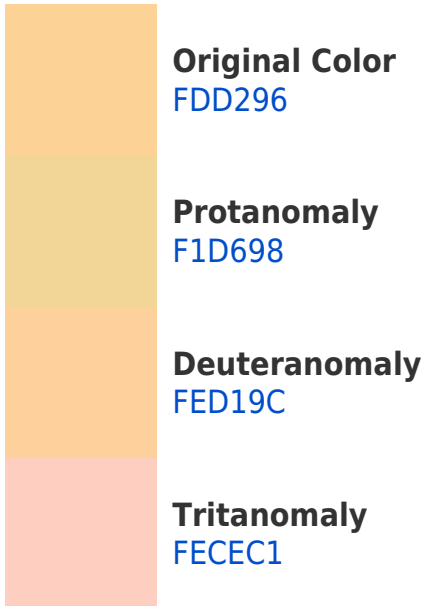 Original Color
FDD296
Protanomaly
F1D698
Deuteranomaly
FED19C
Tritanomaly
FECEC1